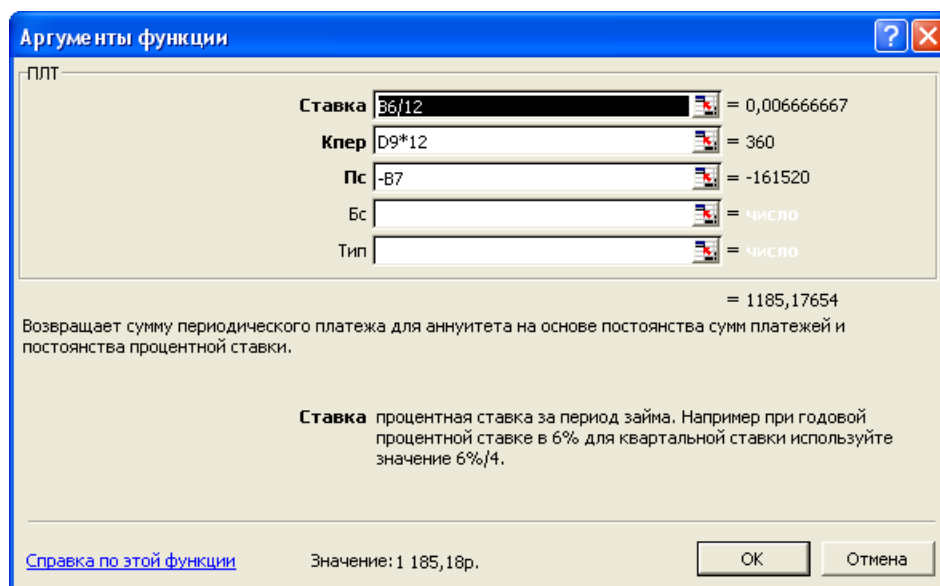 Аргументы функции
ПЛТ
Ставка B6/12 = 0,006666667
Кпер D9*12 = 360
Пс -B7 = -161520
Бс = число
Тип = число
= 1185,17654
Возвращает сумму периодического платежа для аннуитета на основе постоянства сумм платежей и
постоянства процентной ставки.
Ставка процентная ставка за период займа. Например при годовой
процентной ставке в 6% для квартальной ставки используйте
значение 6%/4.
Справка по этой функции Значение: 1 185,18р. OK Отмена